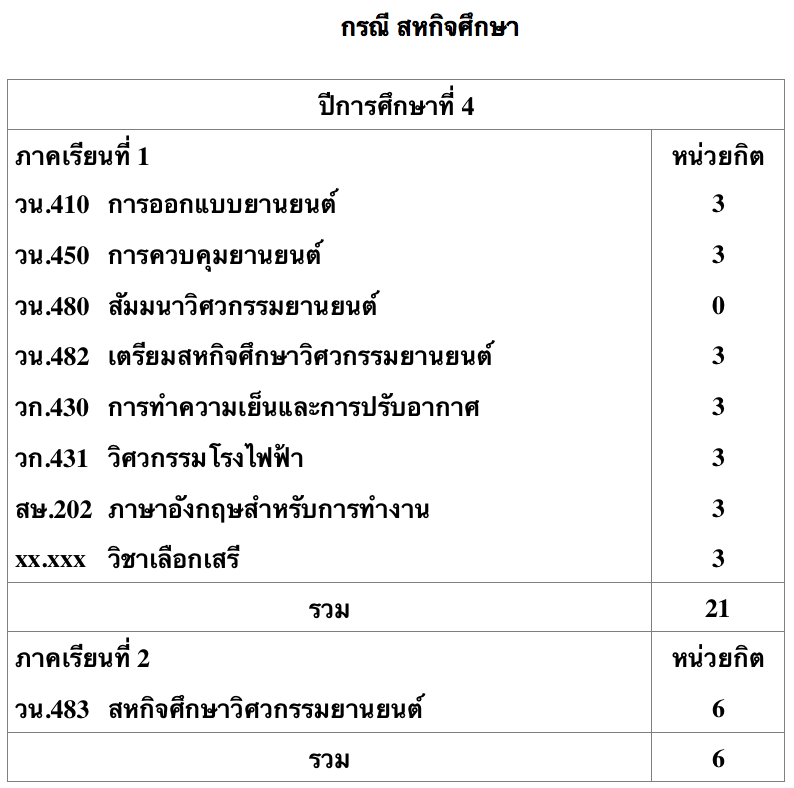 กรณี สหกิจศึกษา
ปีการศึกษาที่ 4
ภาคเรียนที่ 1 หน่วยกิต
วน.410 การออกแบบยานยนต์ 3
วน.450 การควบคุมยานยนต์ 3
วน.480 สัมมนาวิศวกรรมยานยนต์ 0
วน.482 เตรียมสหกิจศึกษาวิศวกรรมยานยนต์ 3
วก.430 การทำความเย็นและการปรับอากาศ 3
วก.431 วิศวกรรมโรงไฟฟ้า 3
สษ.202 ภาษาอังกฤษสำหรับการทำงาน 3
xx.xxx วิชาเลือกเสรี 3
รวม 21
ภาคเรียนที่ 2 หน่วยกิต
วน.483 สหกิจศึกษาวิศวกรรมยานยนต์ 6
รวม 6